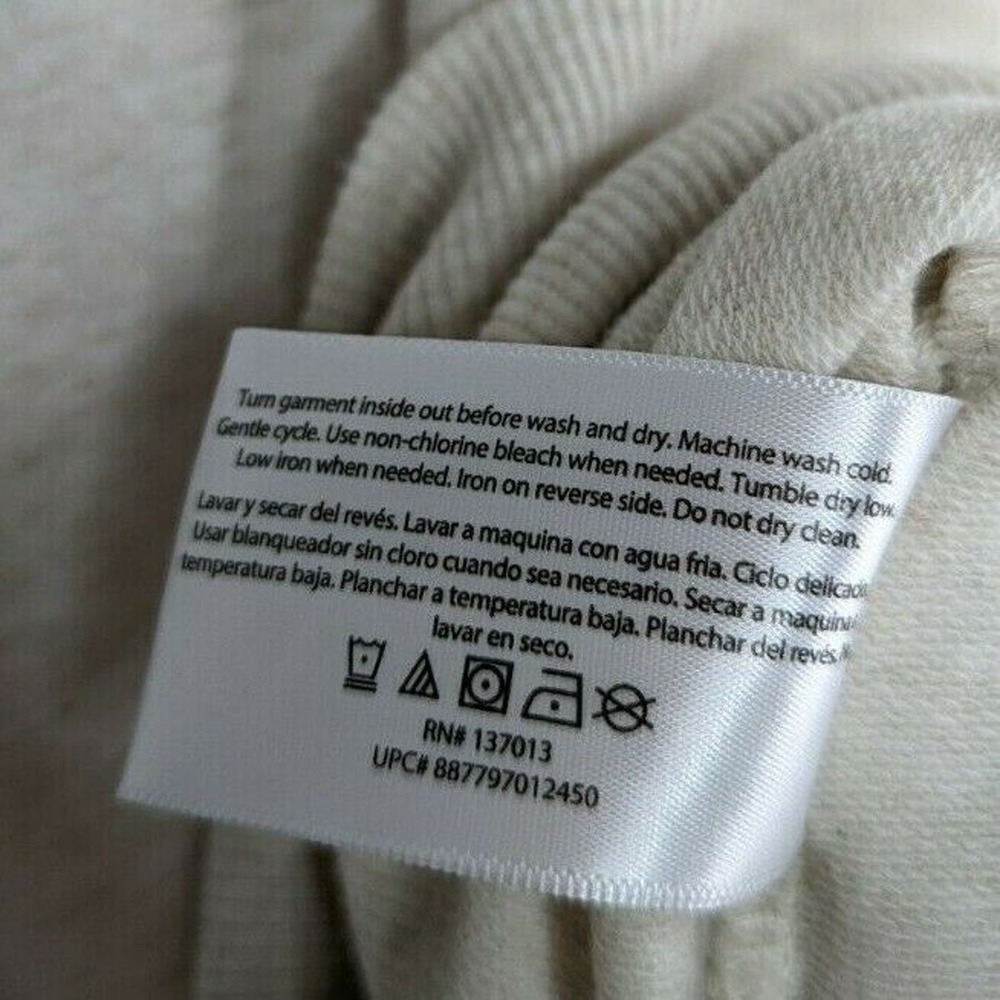 Turn garment inside out before wash and dry. Machine wash cold.
Gentle cycle. Use non-chlorine bleach when needed. Tumble dry low.
Low iron when needed. Iron on reverse side. Do not dry clean.
Lavar y secar del revés. Lavar a maquina con agua fria. Ciclo
Usar blanqueador sin cloro cuando sea necesario. Secar a maquina
temperatura baja. Planchar a temperatura baja. Planchar del revés.
lavar en seco.
RN# 137013
UPC# 887797012450